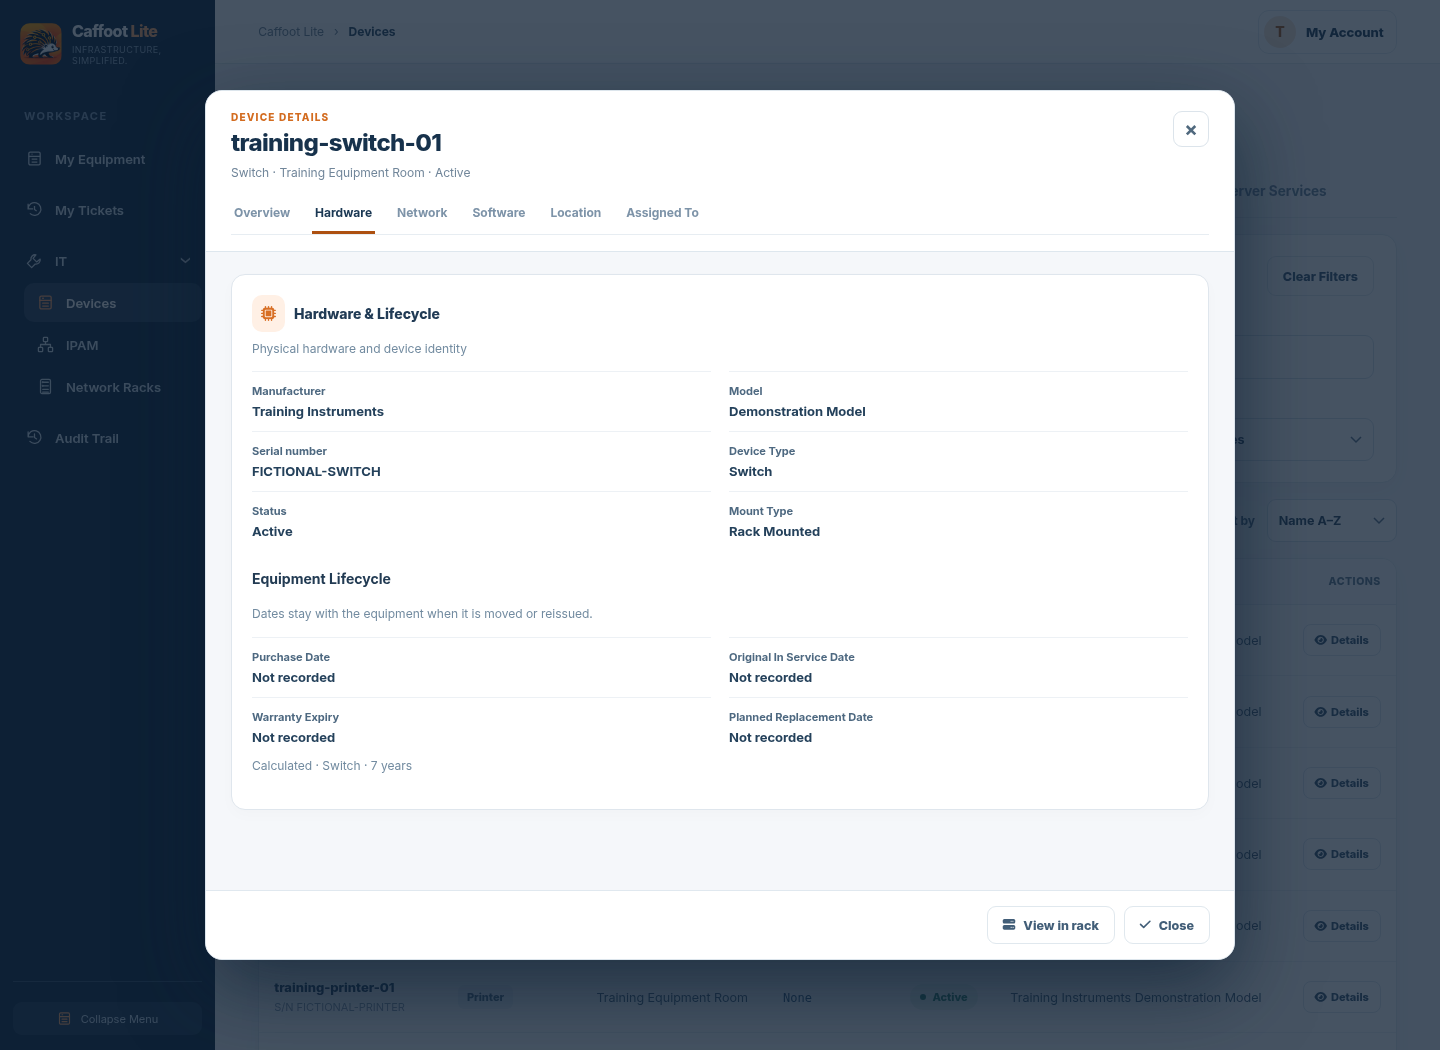 Caffoot Lite
INFRASTRUCTURE,
SIMPLIFIED.
Caffoot Lite › Devices
T My Account
WORKSPACE
My Equipment
My Tickets
IT
Devices
IPAM
Network Racks
Audit Trail
Collapse Menu
DEVICE DETAILS
training-switch-01
Switch · Training Equipment Room · Active
Overview Hardware Network Software Location Assigned To
Hardware & Lifecycle
Physical hardware and device identity
Manufacturer Model
Training Instruments Demonstration Model
Serial number Device Type
FICTIONAL-SWITCH Switch
Status Mount Type
Active Rack Mounted
Equipment Lifecycle
Dates stay with the equipment when it is moved or reissued.
Purchase Date Original In Service Date
Not recorded Not recorded
Warranty Expiry Planned Replacement Date
Not recorded Not recorded
Calculated · Switch · 7 years
View in rack Close
Services
Clear Filters
by Name A–Z
ACTIONS
Details
Details
Details
Details
Details
training-printer-01
S/N FICTIONAL-PRINTER
Printer Training Equipment Room None Active Training Instruments Demonstration Model Details